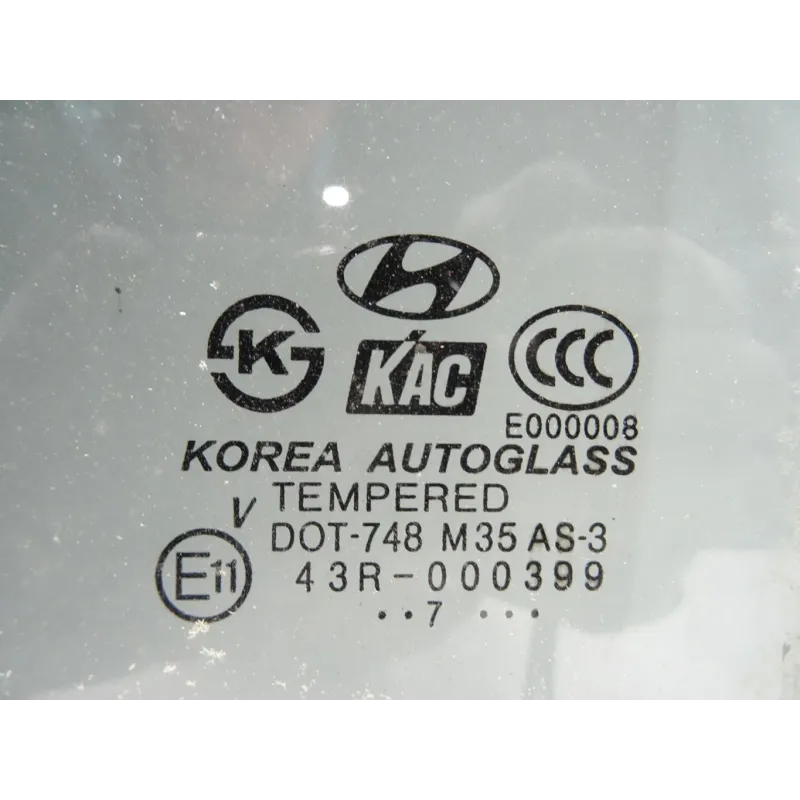 K
KAC
CCC
E000008
KOREA AUTOGLASS
V TEMPERED
DOT-748 M35 AS-3
E11 43R-000399
••7 •••